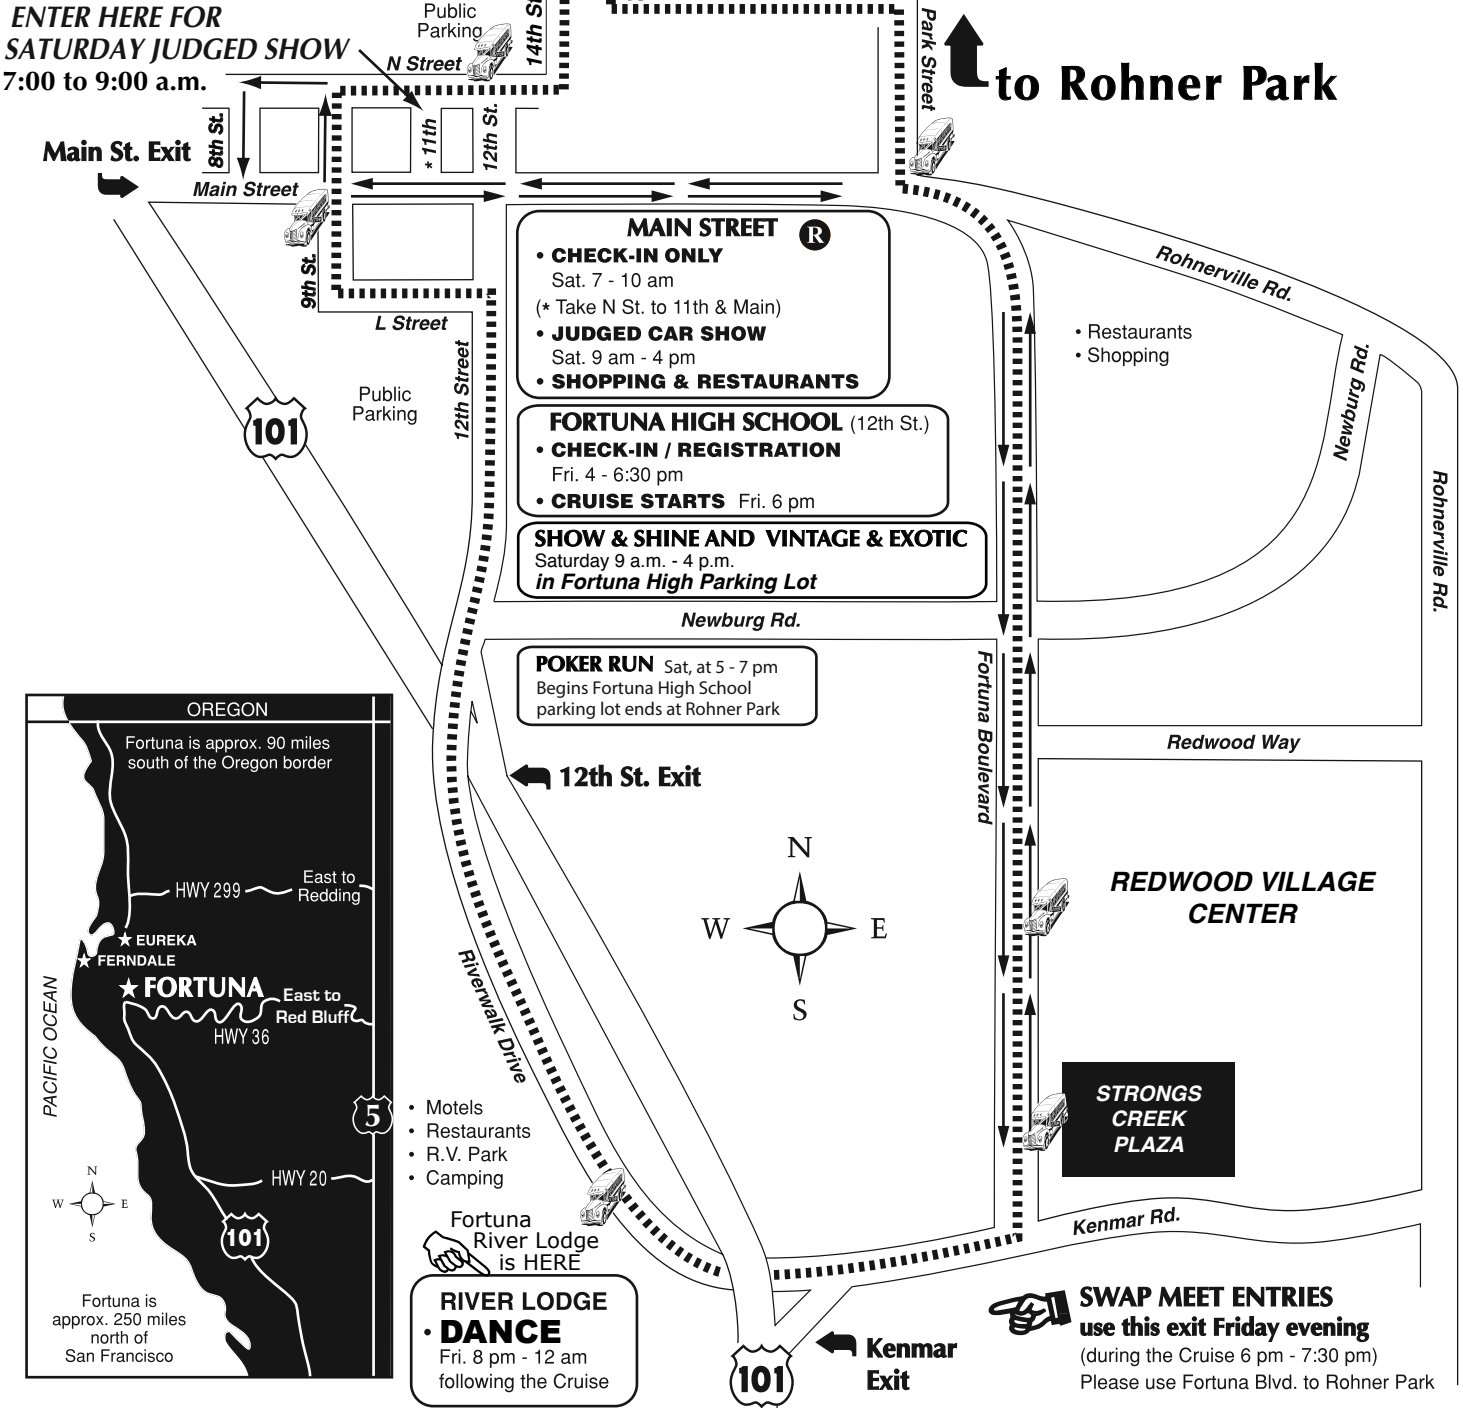 ENTER HERE FOR
SATURDAY JUDGED SHOW
7:00 to 9:00 a.m.
Public
Parking
14th St
N Street
Park Street
to Rohner Park
8th St.
* 11th
12th St.
Main St. Exit
Main Street
9th St.
L Street
12th Street
Public
Parking
101
MAIN STREET R
• CHECK-IN ONLY
Sat. 7 - 10 am
(* Take N St. to 11th & Main)
• JUDGED CAR SHOW
Sat. 9 am - 4 pm
• SHOPPING & RESTAURANTS
FORTUNA HIGH SCHOOL (12th St.)
• CHECK-IN / REGISTRATION
Fri. 4 - 6:30 pm
• CRUISE STARTS Fri. 6 pm
SHOW & SHINE AND VINTAGE & EXOTIC
Saturday 9 a.m. - 4 p.m.
in Fortuna High Parking Lot
Rohnerville Rd.
• Restaurants
• Shopping
Newburg Rd.
Rohnerville Rd.
Newburg Rd.
POKER RUN Sat, at 5 - 7 pm
Begins Fortuna High School
parking lot ends at Rohner Park
Fortuna Boulevard
Redwood Way
12th St. Exit
N
W E
S
REDWOOD VILLAGE
CENTER
STRONGS
CREEK
PLAZA
Riverwalk Drive
• Motels
• Restaurants
• R.V. Park
• Camping
Fortuna
River Lodge
is HERE
RIVER LODGE
• DANCE
Fri. 8 pm - 12 am
following the Cruise
Kenmar Rd.
101
Kenmar
Exit
SWAP MEET ENTRIES
use this exit Friday evening
(during the Cruise 6 pm - 7:30 pm)
Please use Fortuna Blvd. to Rohner Park
OREGON
Fortuna is approx. 90 miles
south of the Oregon border
HWY 299
East to
Redding
EUREKA
FERNDALE
FORTUNA
East to
Red Bluff
HWY 36
PACIFIC OCEAN
5
HWY 20
N
W E
S
101
Fortuna is
approx. 250 miles
north of
San Francisco